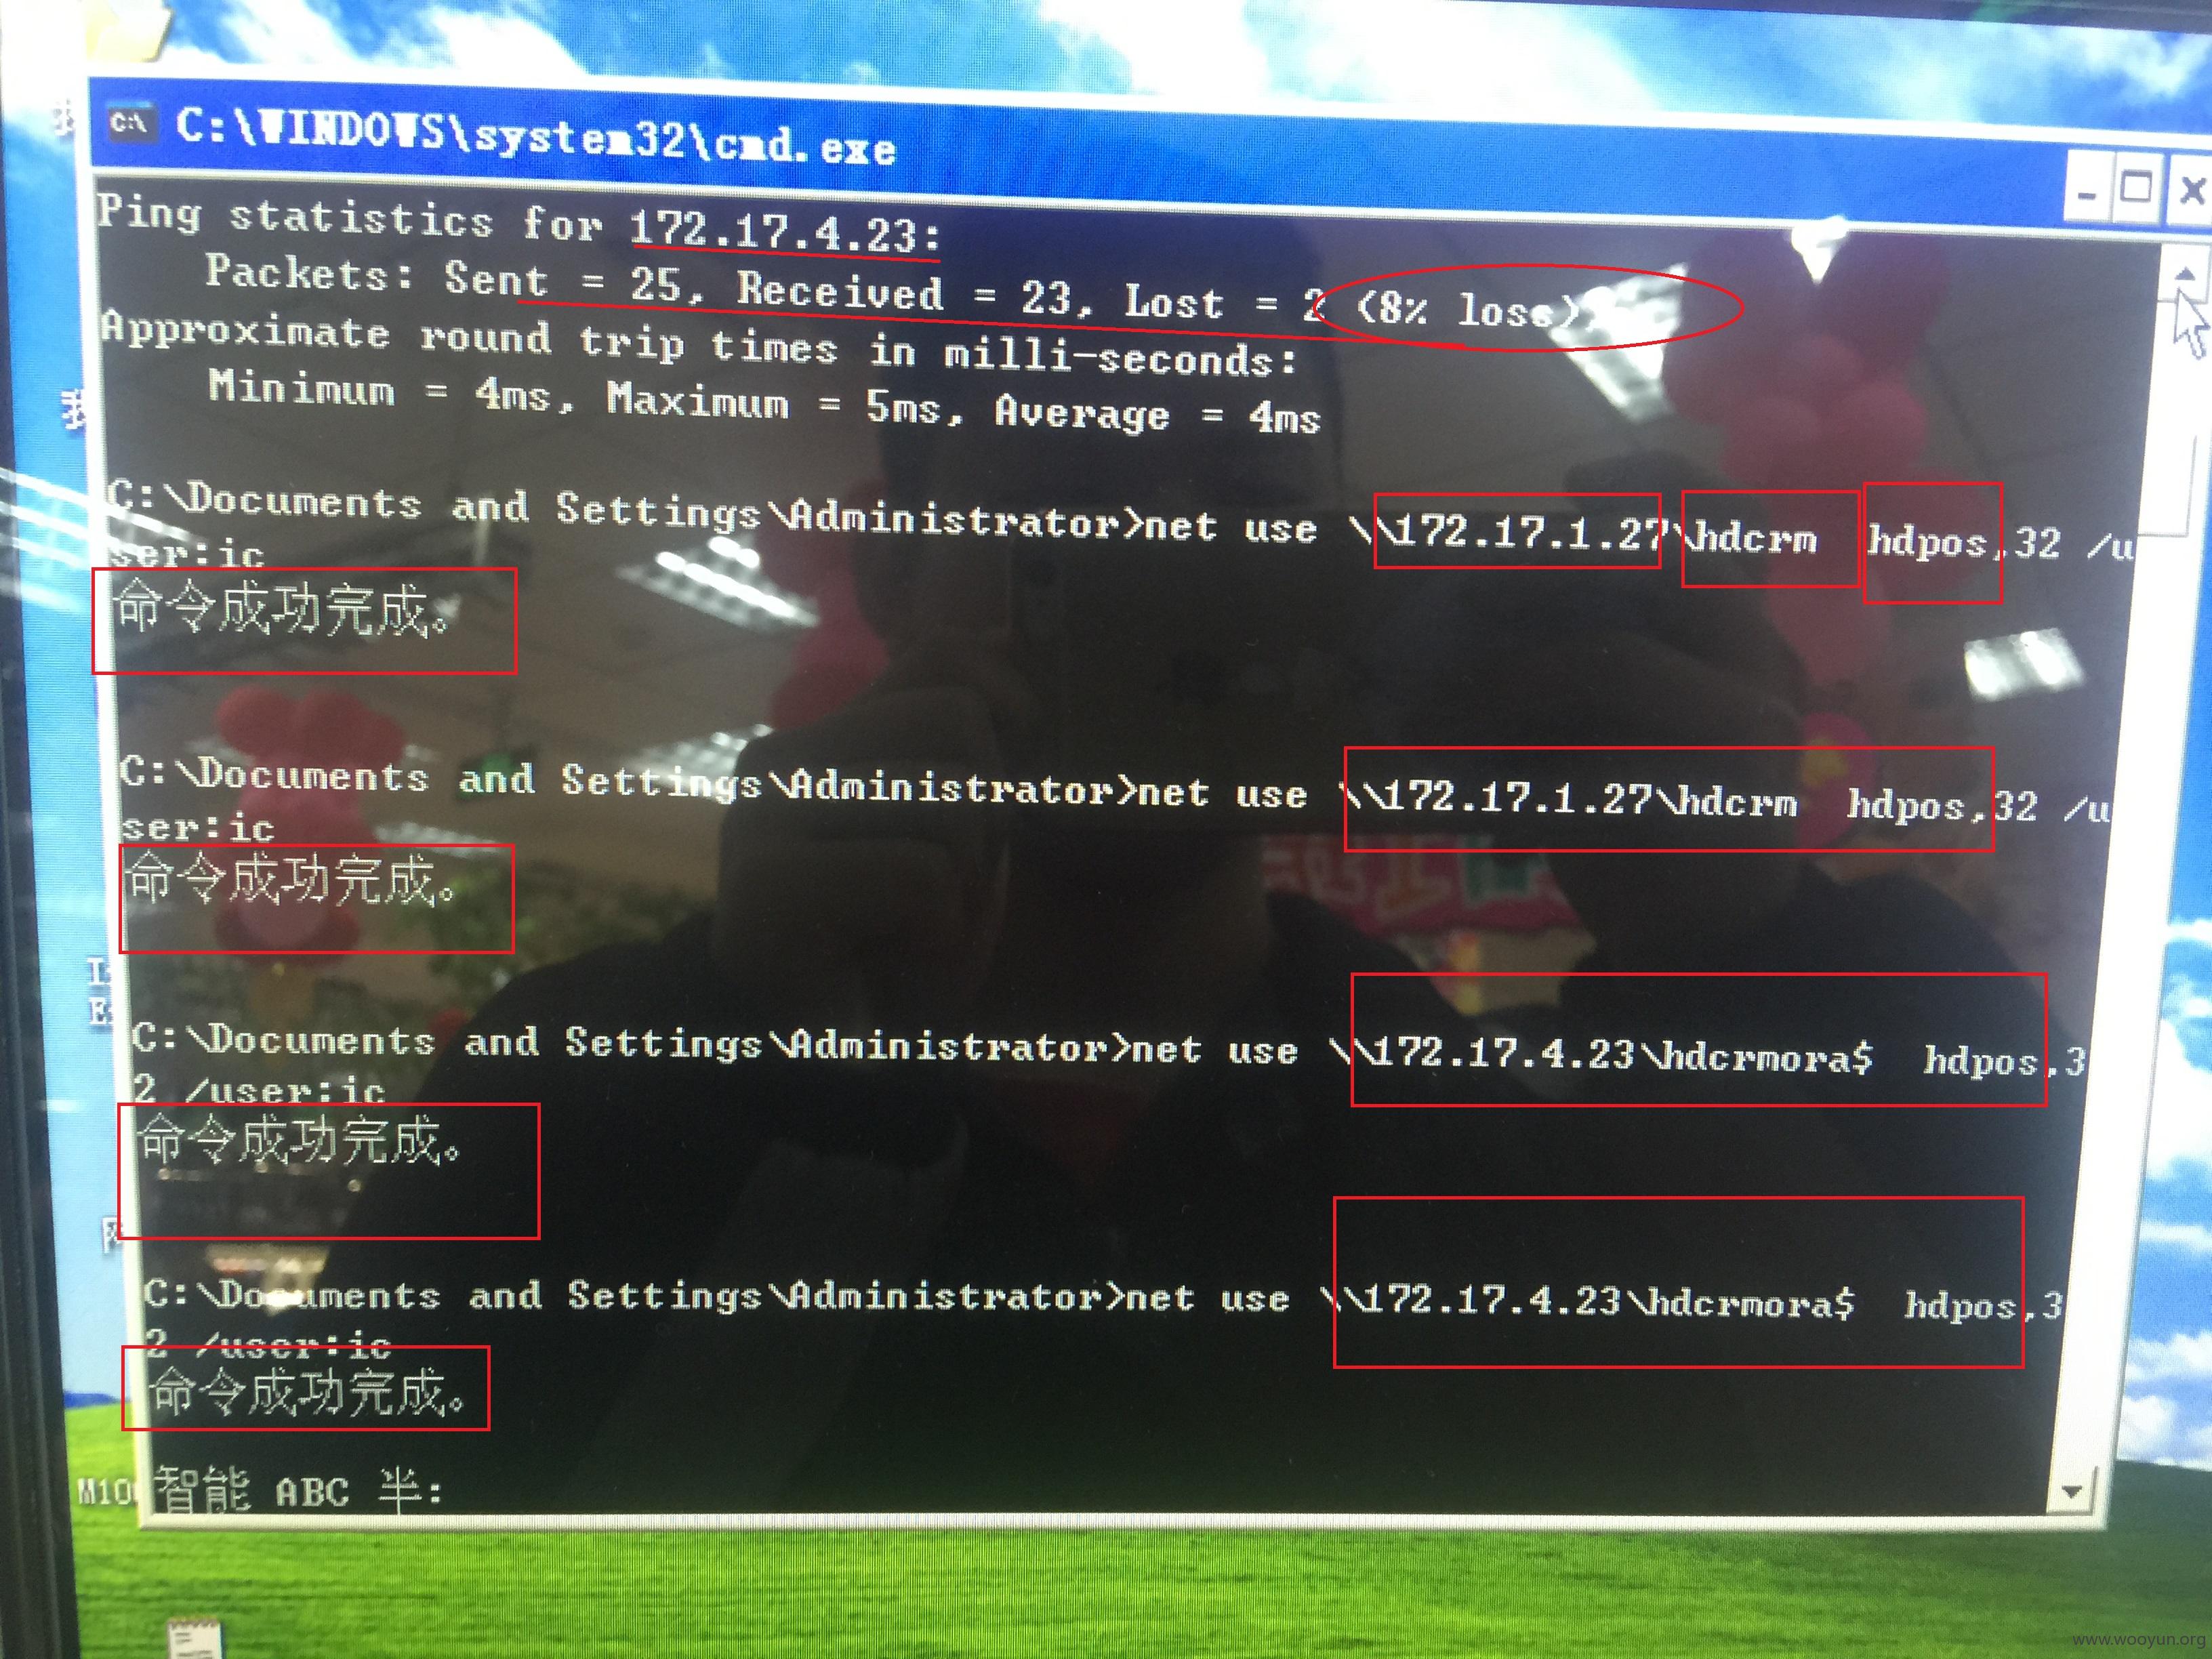 C:\WINDOWS\system32\cmd.exe
Ping statistics for 172.17.4.23:
Packets: Sent = 25, Received = 23, Lost = 2 (8% loss),
Approximate round trip times in milli-seconds:
Minimum = 4ms, Maximum = 5ms, Average = 4ms
C:\Documents and Settings\Administrator>net use \\172.17.1.27\hdcrm hdpos,32 /u
ser:ic
命令成功完成。
C:\Documents and Settings\Administrator>net use \\172.17.1.27\hdcrm hdpos,32 /u
ser:ic
命令成功完成。
C:\Documents and Settings\Administrator>net use \\172.17.4.23\hdcrmora$ hdpos,3
2 /user:ic
命令成功完成。
C:\Documents and Settings\Administrator>net use \\172.17.4.23\hdcrmora$ hdpos,3
2 /user:ic
命令成功完成。
智能 ABC 半:
www.wooyun.org